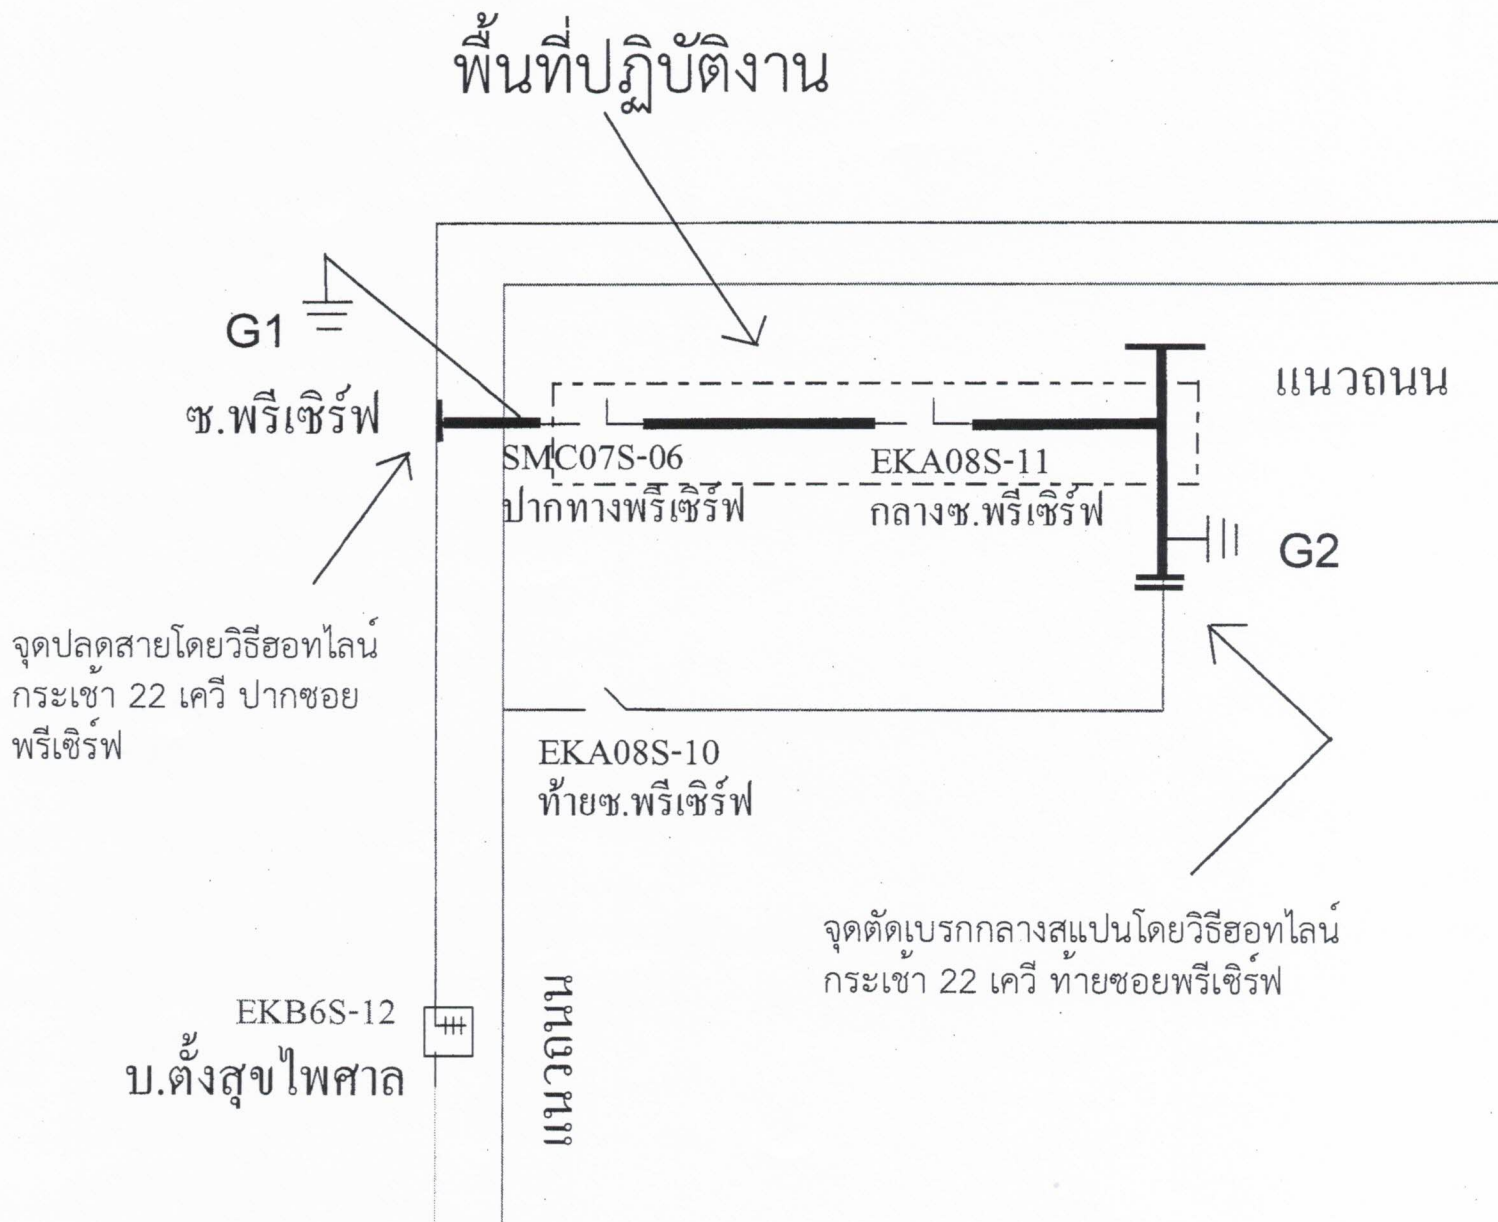 พื้นที่ปฏิบัติงาน
G1
ซ.พรีเซิร์ฟ
แนวถนน
SMC07S-06
ปากทางพรีเซิร์ฟ
EKA08S-11
กลางซ.พรีเซิร์ฟ
G2
จุดปลดสายโดยวิธีฮอทไลน์
กระเช้า 22 เควี ปากซอย
พรีเซิร์ฟ
EKA08S-10
ท้ายซ.พรีเซิร์ฟ
จุดตัดเบรกกลางสแปนโดยวิธีฮอทไลน์
กระเช้า 22 เควี ท้ายซอยพรีเซิร์ฟ
EKB6S-12
บ.ตั้งสุขไพศาล
แนวถนน